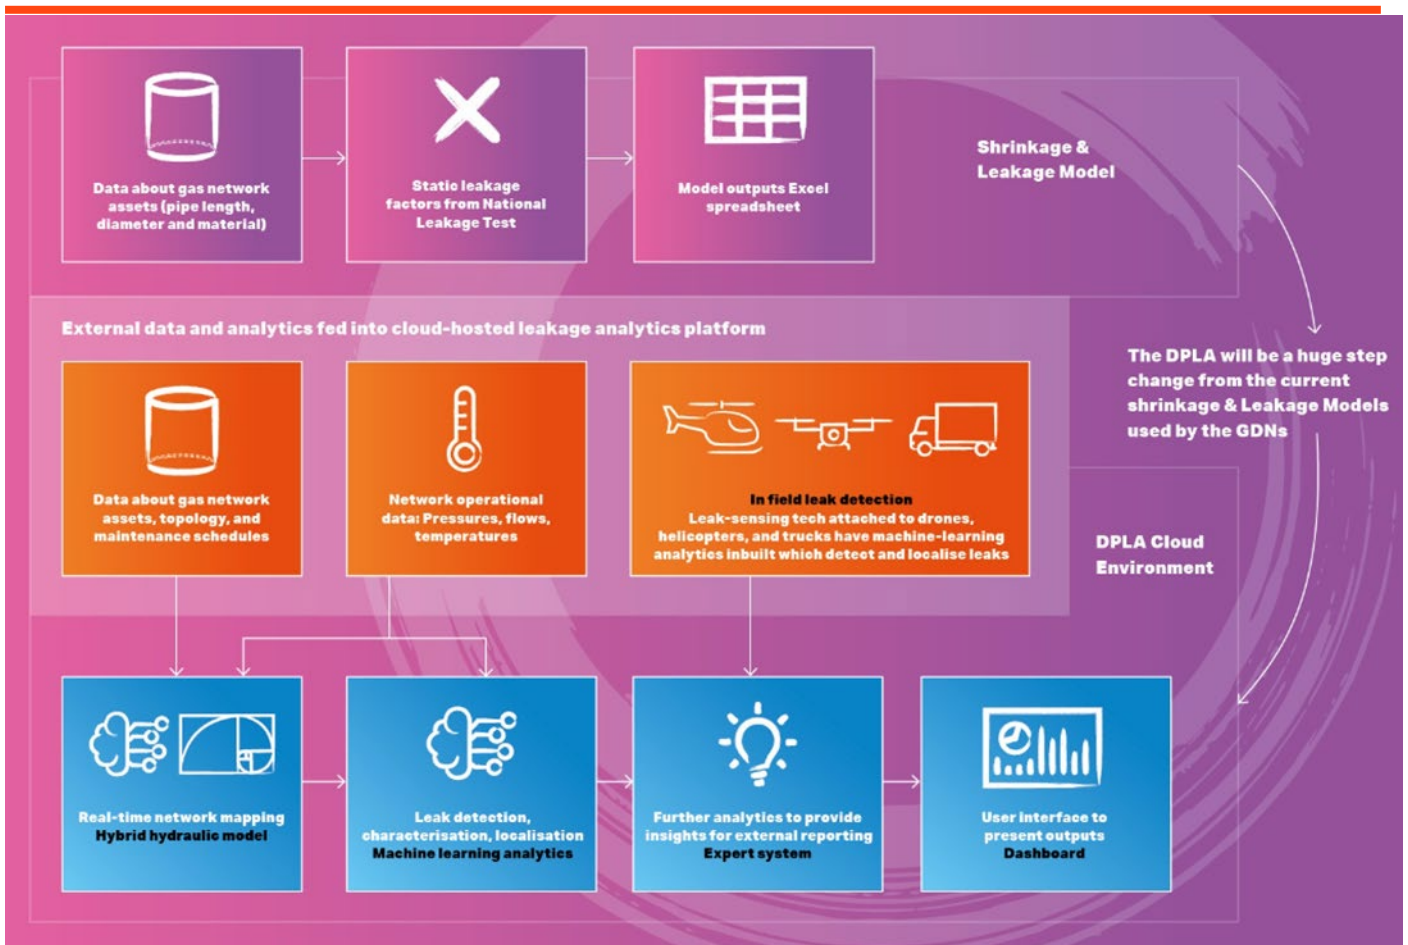 Data about gas network
assets (pipe length,
diameter and material)
Static leakage
factors from National
Leakage Test
Model outputs Excel
spreadsheet
Shrinkage &
Leakage Model
External data and analytics fed into cloud-hosted leakage analytics platform
The DPLA will be a huge step
change from the current
shrinkage & Leakage Models
used by the GDNs
Data about gas network
assets, topology, and
maintenance schedules
Network operational
data: Pressures, flows,
temperatures
In field leak detection
Leak-sensing tech attached to drones,
helicopters, and trucks have machine-learning
analytics inbuilt which detect and localise leaks
DPLA Cloud
Environment
Real-time network mapping
Hybrid hydraulic model
Leak detection,
characterisation, localisation
Machine learning analytics
Further analytics to provide
insights for external reporting
Expert system
User interface to
present outputs
Dashboard